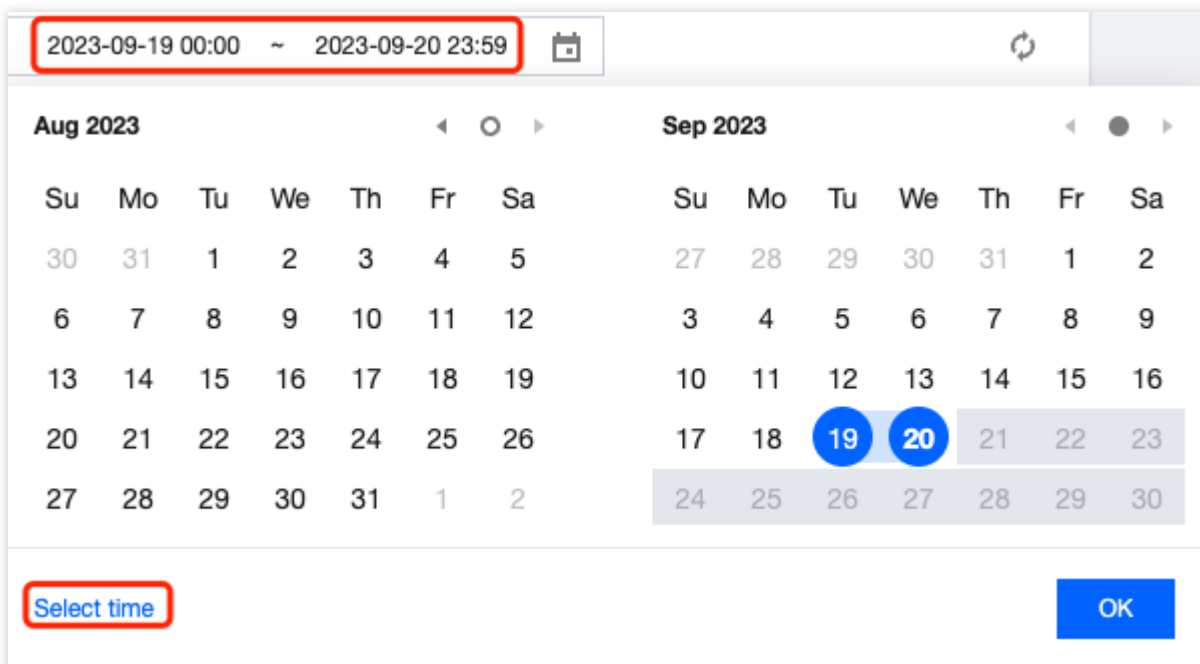 2023-09-19 00:00 ~ 2023-09-20 23:59
Aug 2023 Sep 2023
Su Mo Tu We Th Fr Sa Su Mo Tu We Th Fr Sa
30 31 1 2 3 4 5 27 28 29 30 31 1 2
6 7 8 9 10 11 12 3 4 5 6 7 8 9
13 14 15 16 17 18 19 10 11 12 13 14 15 16
20 21 22 23 24 25 26 17 18 19 20 21 22 23
27 28 29 30 31 1 2 24 25 26 27 28 29 30
Select time OK